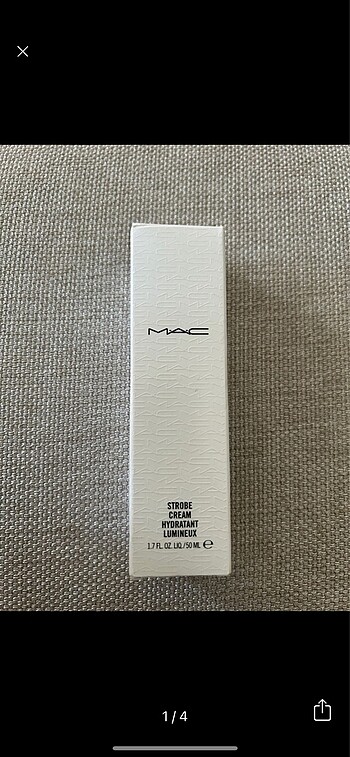 MAC
STROBE
CREAM
HYDRATANT
LUMINEUX
1.7 FL. OZ. LIQ./50 ML ℮
1/4